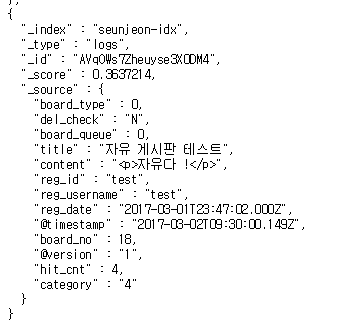 },
{
"_index" : "seunjeon-idx",
"_type" : "logs",
"_id" : "AVqOWs7Zheuyse3XODM4",
"_score" : 0.3637214,
"_source" : {
"board_type" : 0,
"del_check" : "N",
"board_queue" : 0,
"title" : "자유 게시판 테스트",
"content" : "<p>자유다 !</p>",
"reg_id" : "test",
"reg_username" : "test",
"reg_date" : "2017-03-01T23:47:02.000Z",
"@timestamp" : "2017-03-02T09:30:00.149Z",
"board_no" : 18,
"@version" : "1",
"hit_cnt" : 4,
"category" : "4"
}
}